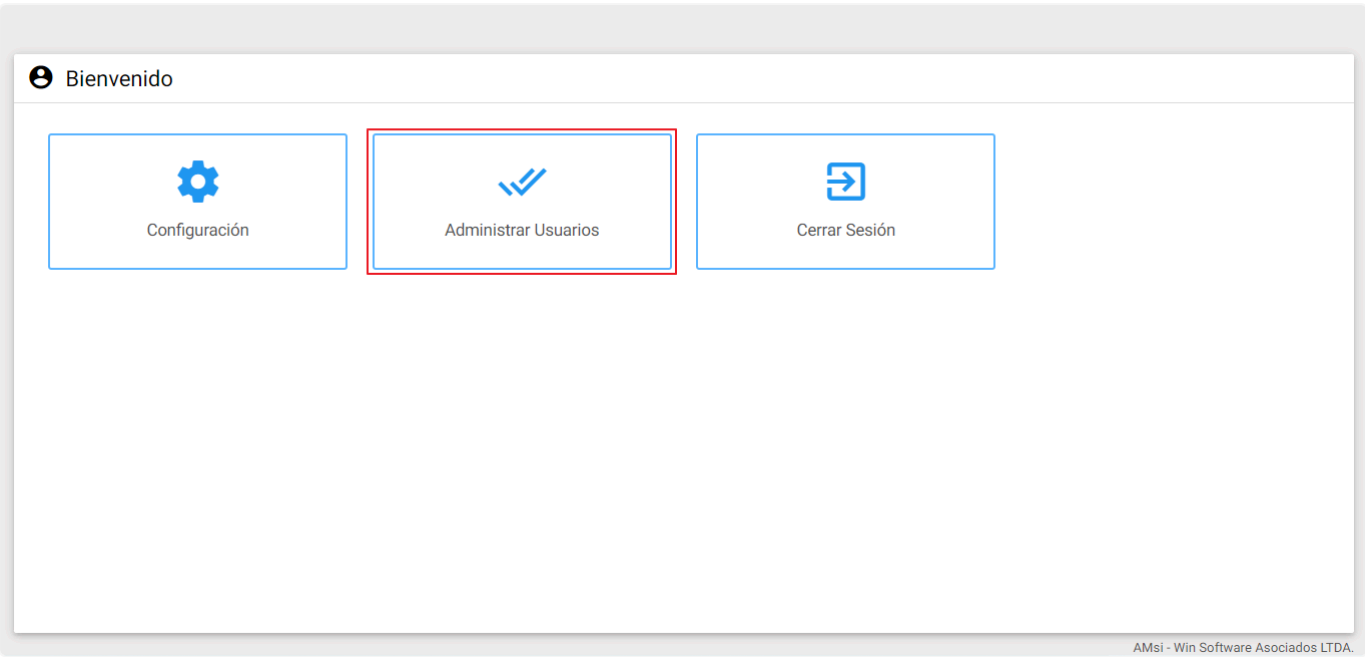 Bienvenido
Configuración
Administrar Usuarios
Cerrar Sesión
AMsi - Win Software Asociados LTDA.